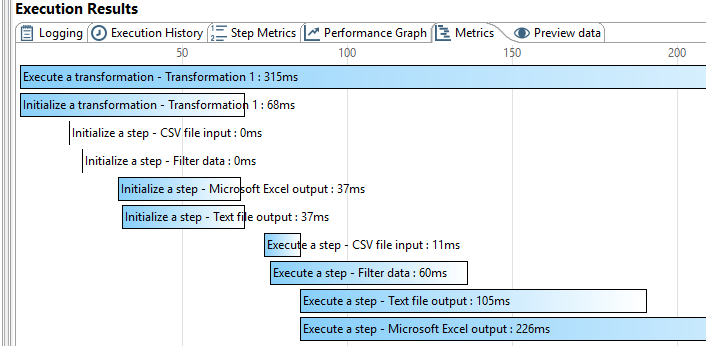 Execution Results
Logging Execution History Step Metrics Performance Graph Metrics Preview data
50 100 150 200
Execute a transformation - Transformation 1 : 315ms
Initialize a transformation - Transformation 1 : 68ms
Initialize a step - CSV file input : 0ms
Initialize a step - Filter data : 0ms
Initialize a step - Microsoft Excel output : 37ms
Initialize a step - Text file output : 37ms
Execute a step - CSV file input : 11ms
Execute a step - Filter data : 60ms
Execute a step - Text file output : 105ms
Execute a step - Microsoft Excel output : 226ms